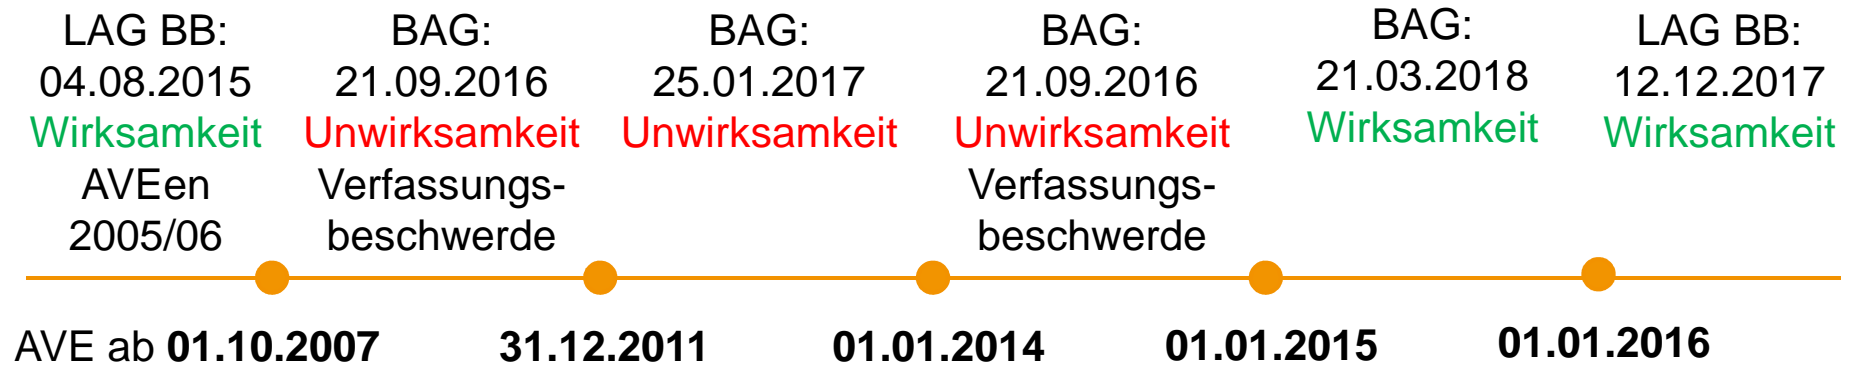 LAG BB:
04.08.2015
Wirksamkeit
AVEen
2005/06
BAG:
21.09.2016
Unwirksamkeit
Verfassungs-
beschwerde
BAG:
25.01.2017
Unwirksamkeit
BAG:
21.09.2016
Unwirksamkeit
Verfassungs-
beschwerde
BAG:
21.03.2018
Wirksamkeit
LAG BB:
12.12.2017
Wirksamkeit
AVE ab 01.10.2007
31.12.2011
01.01.2014
01.01.2015
01.01.2016